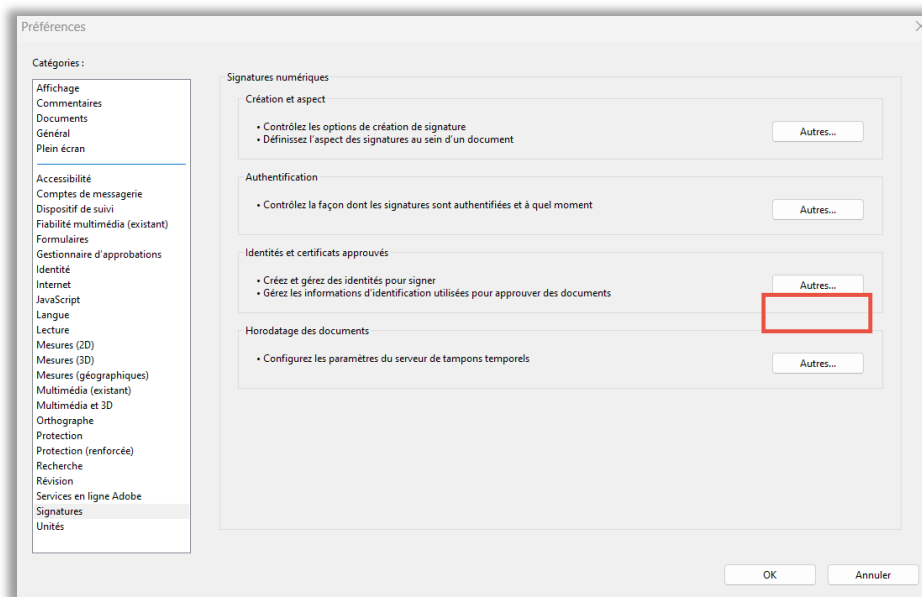 Préférences
Catégories :
Affichage
Commentaires
Documents
Général
Plein écran
Accessibilité
Comptes de messagerie
Dispositif de suivi
Fiabilité multimédia (existant)
Formulaires
Gestionnaire d'approbations
Identité
Internet
JavaScript
Langue
Lecture
Mesures (2D)
Mesures (3D)
Mesures (géographiques)
Multimédia (existant)
Multimédia et 3D
Orthographe
Protection
Protection (renforcée)
Recherche
Révision
Services en ligne Adobe
Signatures
Unités
Signatures numériques
Création et aspect
• Contrôlez les options de création de signature
• Définissez l'aspect des signatures au sein d'un document
Autres...
Authentification
• Contrôlez la façon dont les signatures sont authentifiées et à quel moment
Autres...
Identités et certificats approuvés
• Créez et gérez des identités pour signer
• Gérez les informations d'identification utilisées pour approuver des documents
Autres...
Horodatage des documents
• Configurez les paramètres du serveur de tampons temporels
Autres...
OK
Annuler